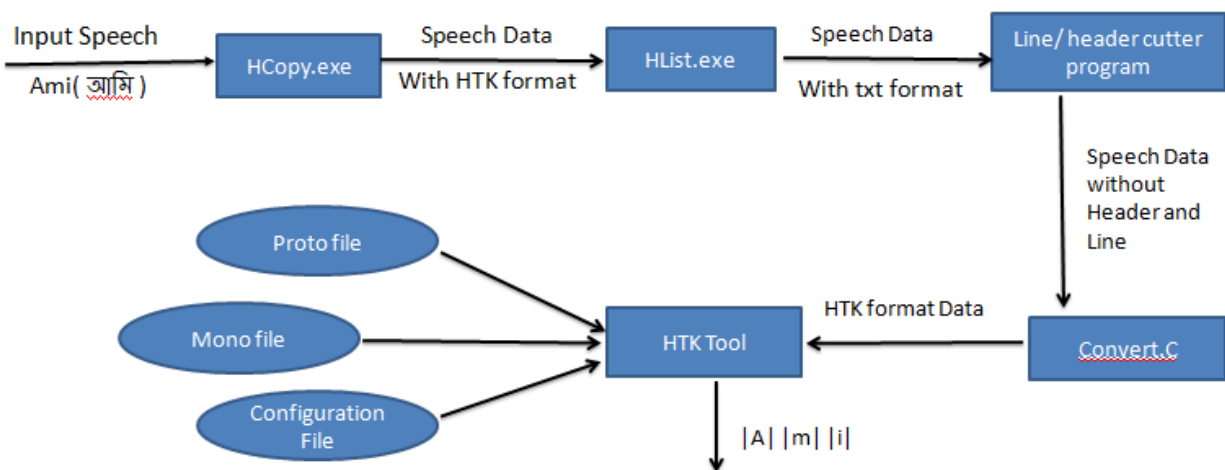 Input Speech
Ami( আমি )
HCopy.exe
Speech Data
With HTK format
HList.exe
Speech Data
With txt format
Line/ header cutter
program
Speech Data
without
Header and
Line
Convert.C
HTK format Data
HTK Tool
Proto file
Mono file
Configuration
File
|A| |m| |i|